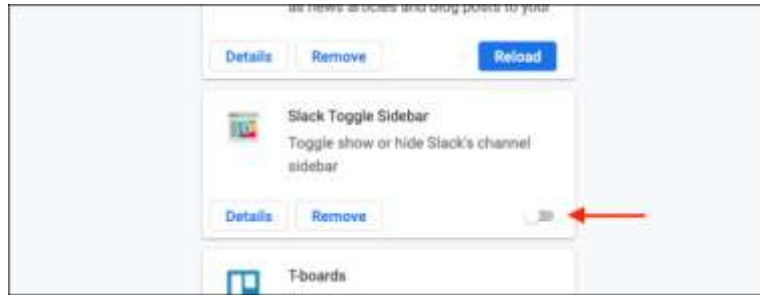 as news articles and blog posts to your
Details Remove Reload
Slack Toggle Sidebar
Toggle show or hide Slack's channel
sidebar
Details Remove
T-boards